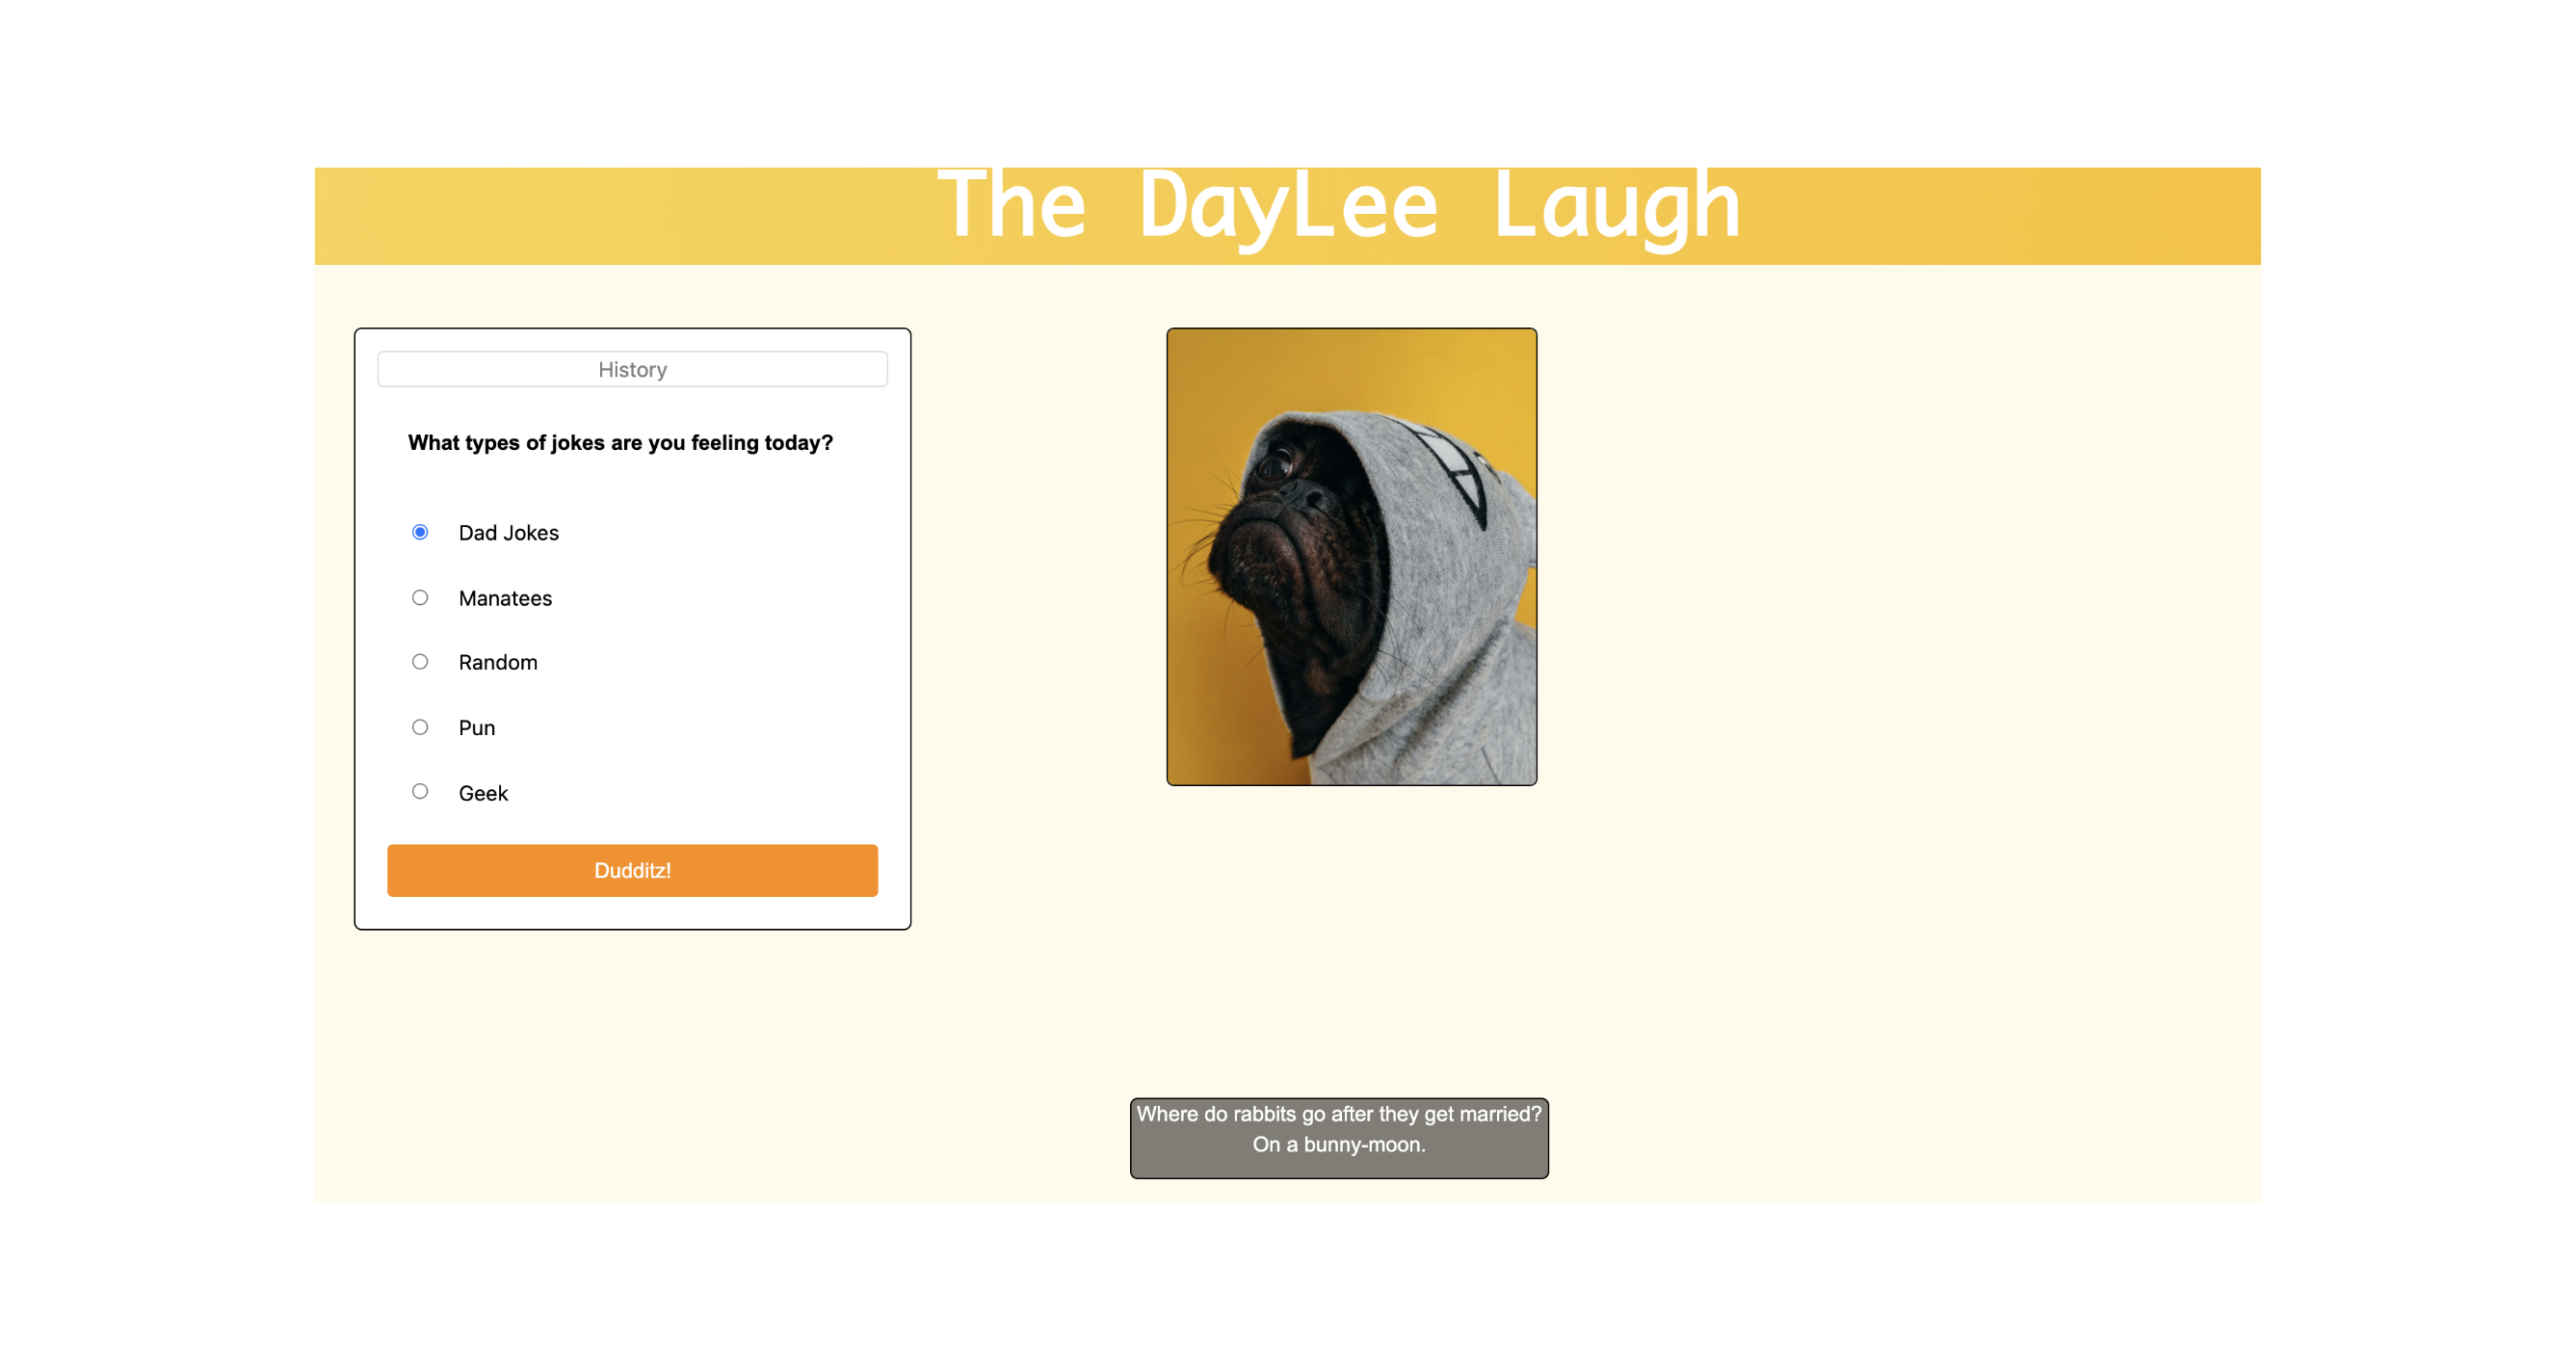 The DayLee Laugh
History
What types of jokes are you feeling today?
Dad Jokes
Manatees
Random
Pun
Geek
Dudditz!
Where do rabbits go after they get married?
On a bunny-moon.